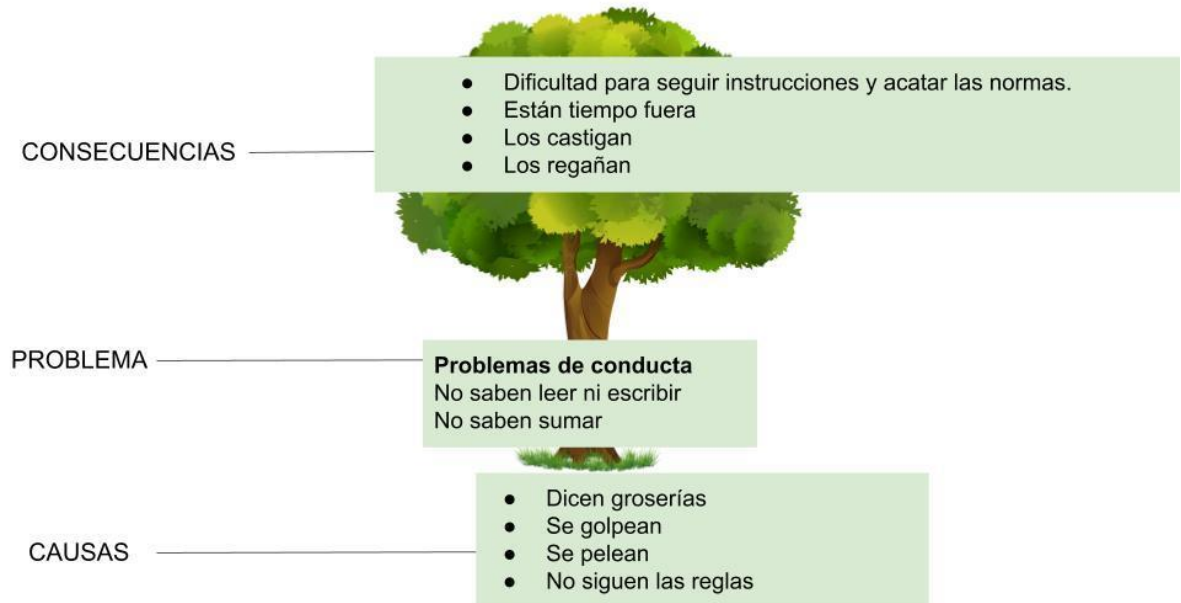 ● Dificultad para seguir instrucciones y acatar las normas.
● Están tiempo fuera
● Los castigan
● Los regañan
CONSECUENCIAS
PROBLEMA
Problemas de conducta
No saben leer ni escribir
No saben sumar
● Dicen groserías
● Se golpean
● Se pelean
● No siguen las reglas
CAUSAS